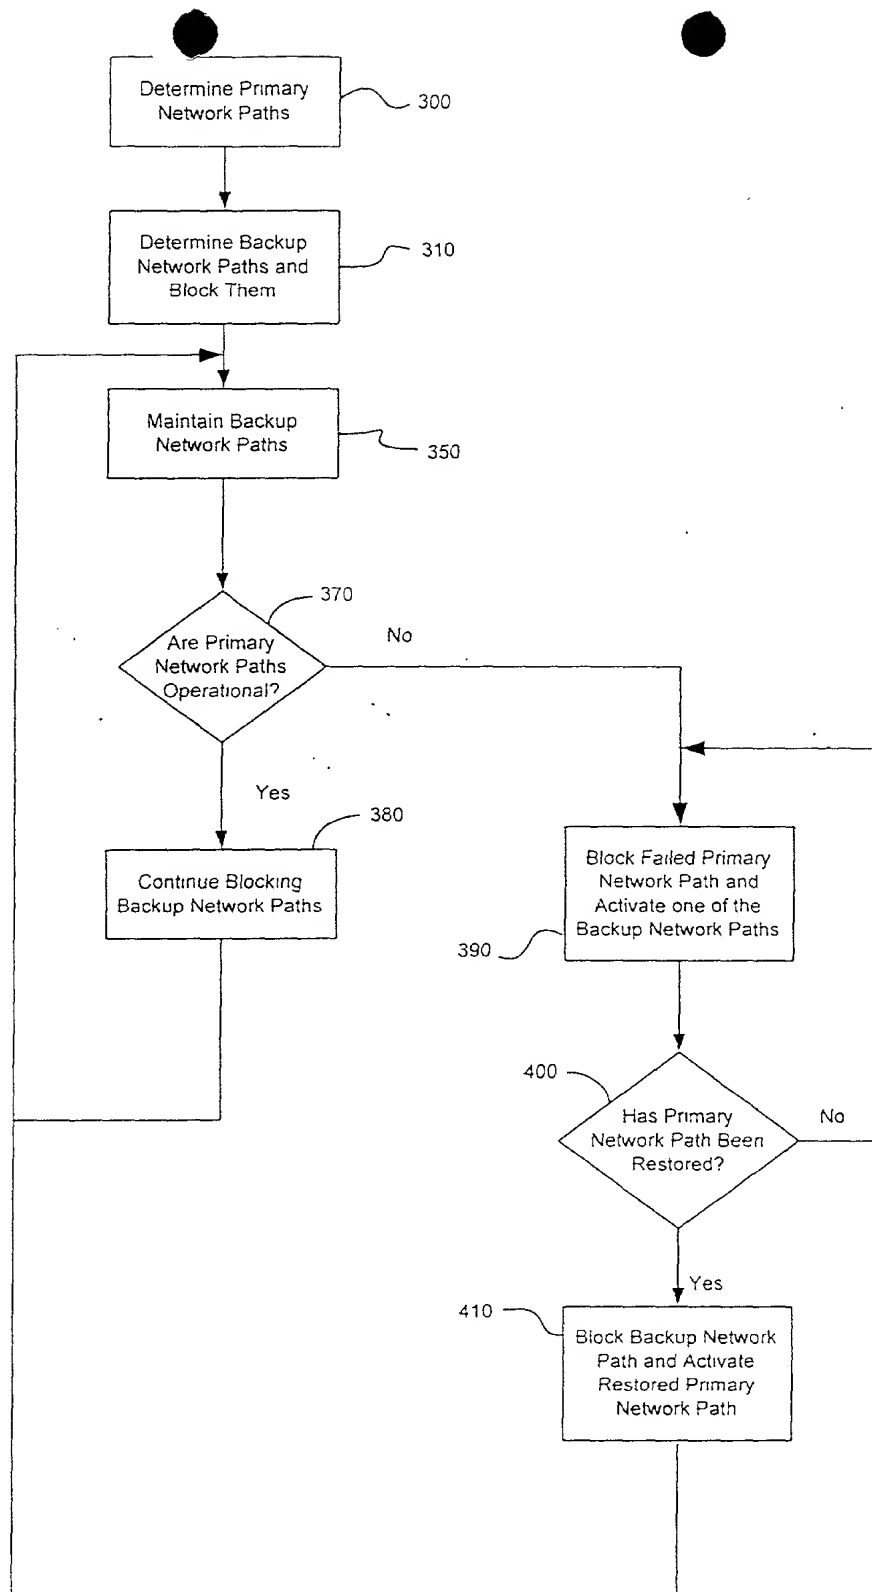 Determine Primary
Network Paths
300
Determine Backup
Network Paths and
Block Them
310
Maintain Backup
Network Paths
350
370
Are Primary
Network Paths
Operational?
No
Yes
380
Continue Blocking
Backup Network Paths
Block Failed Primary
Network Path and
Activate one of the
Backup Network Paths
390
400
Has Primary
Network Path Been
Restored?
No
Yes
410
Block Backup Network
Path and Activate
Restored Primary
Network Path